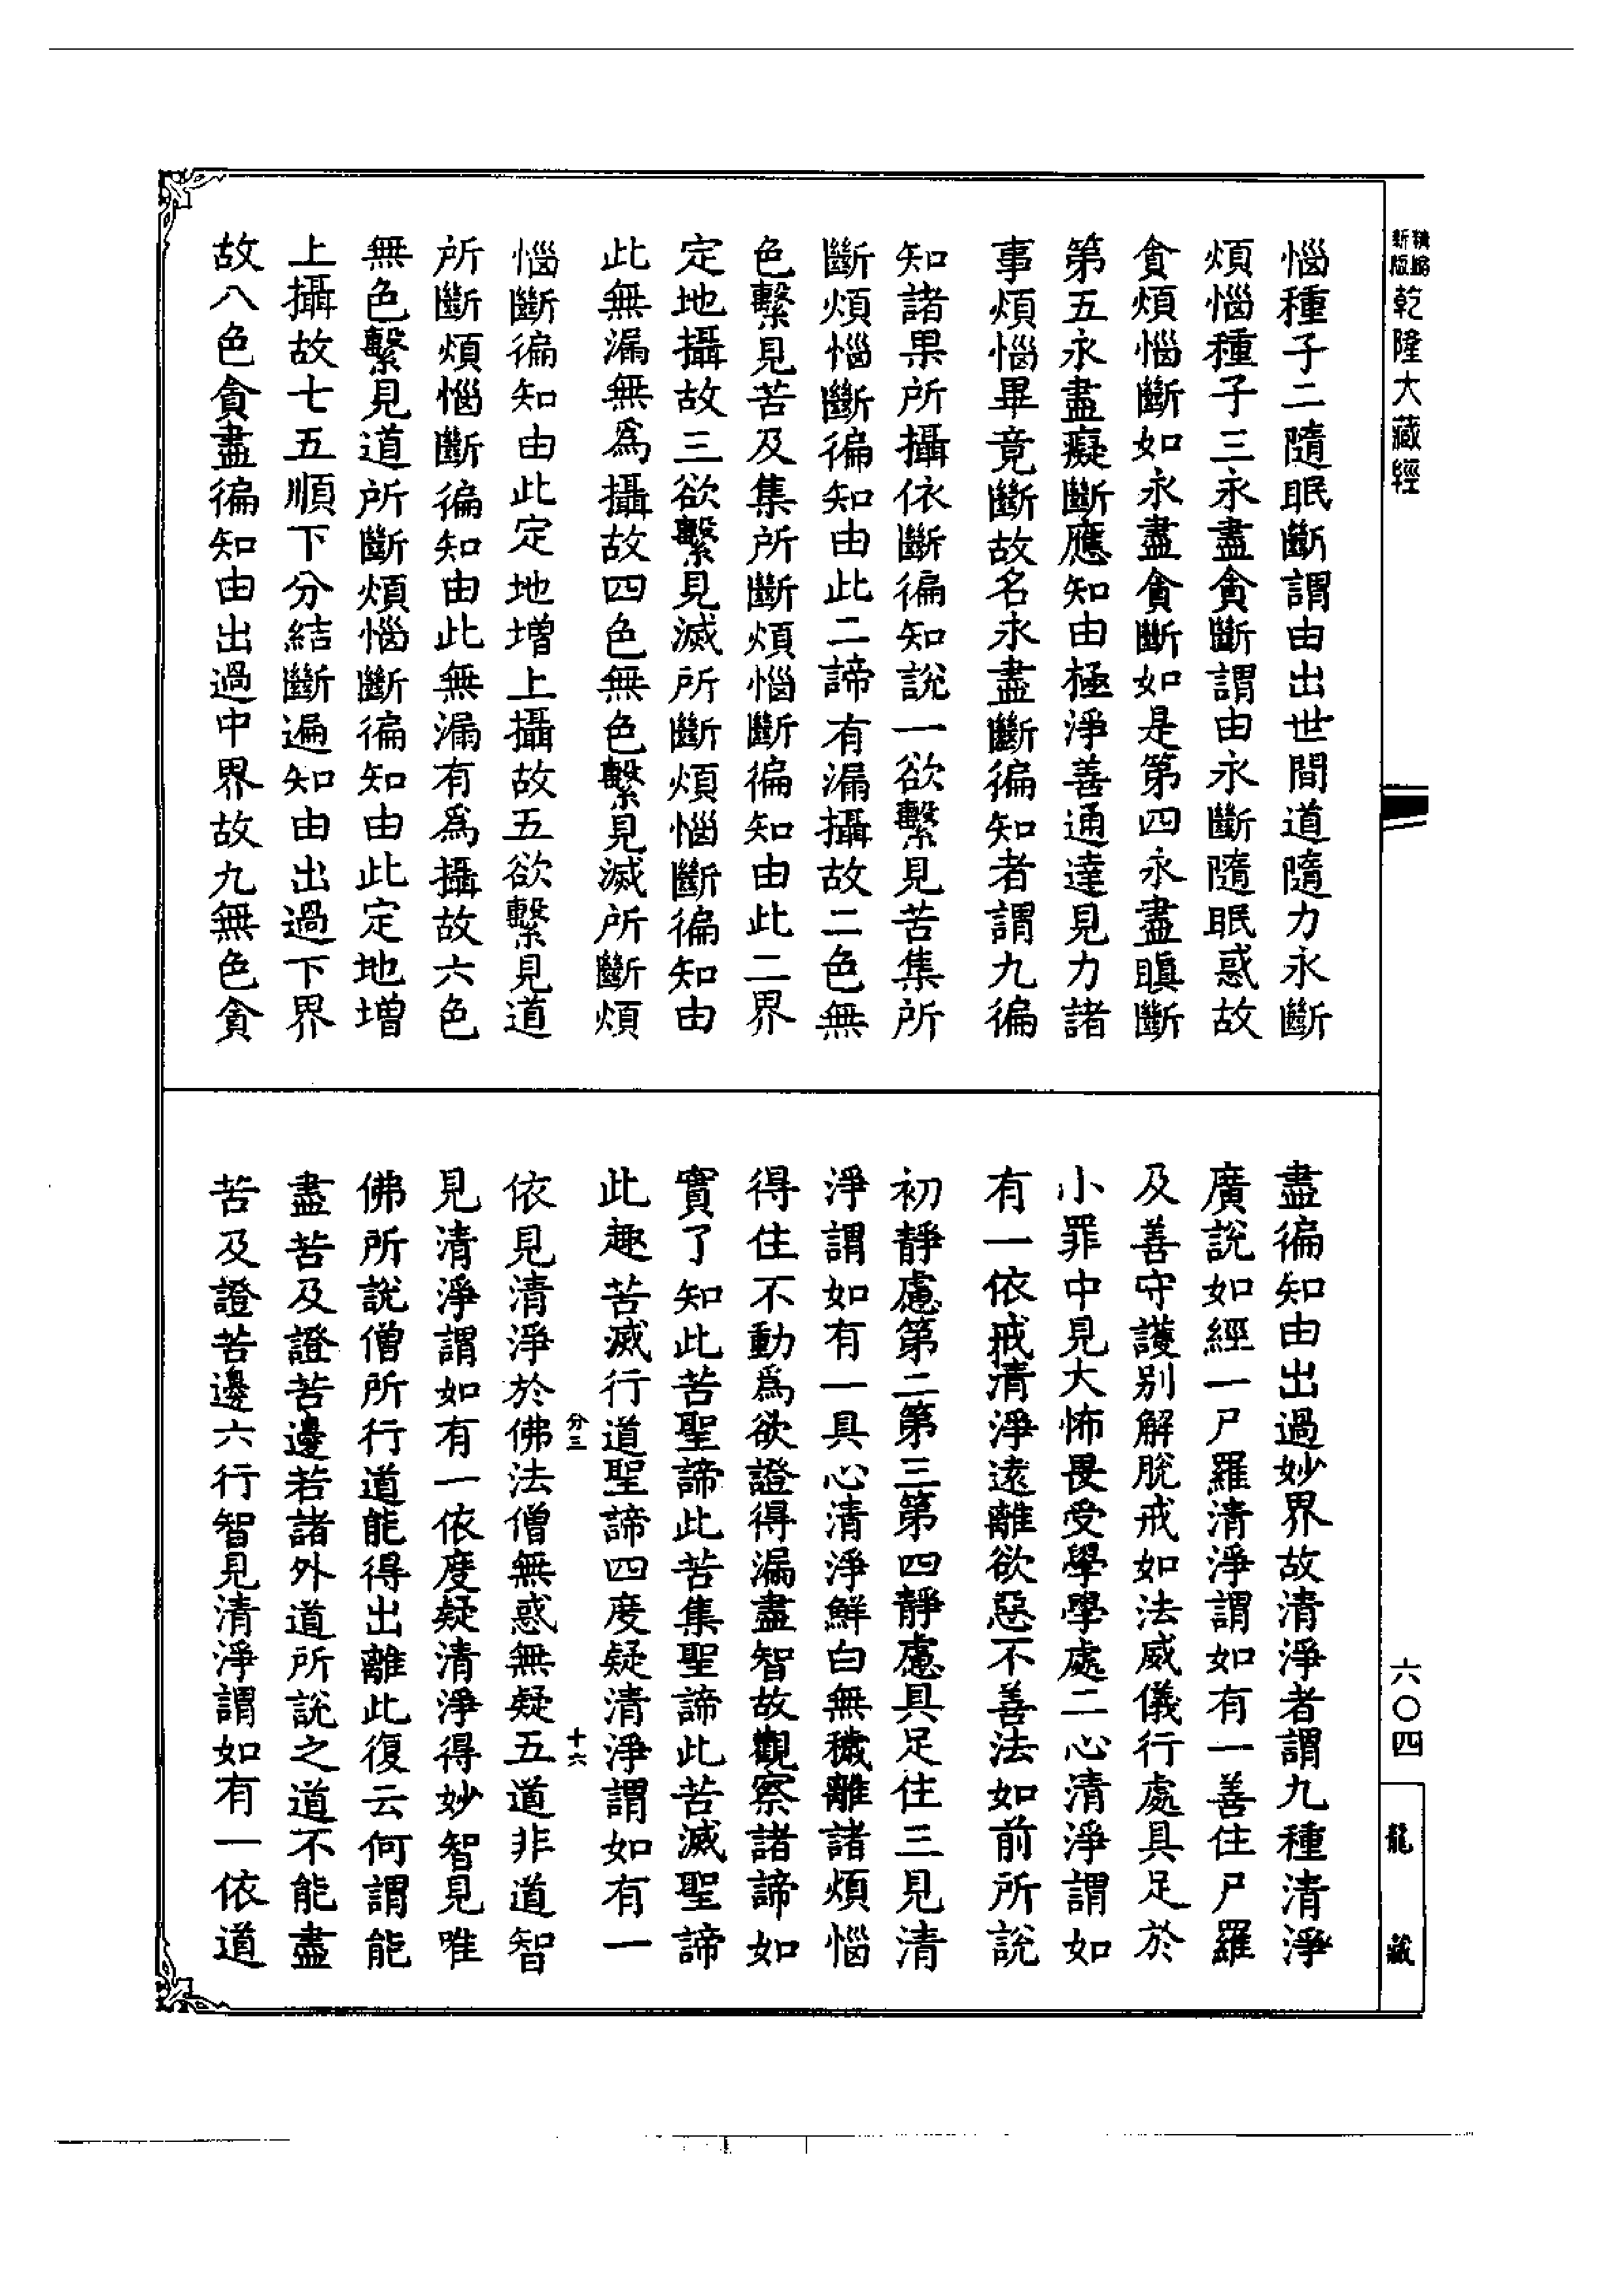 新版
乾隆大藏經
惱種子二隨眠斷謂由出世間道隨力永斷
煩惱種子三永盡貪斷謂由永斷隨眠惑故
貪煩惱斷如永盡貪斷如是第四永盡瞋斷
第五永盡癡斷應知由極淨善通達見力諸
事煩惱畢竟斷故名永盡斷徧知者謂九徧
知諸果所攝依斷徧知說一欲繫見苦集所
斷煩惱斷徧知由此二諦有漏攝故二色無
色繫見苦及集所斷煩惱斷徧知由此二界
定地攝故三欲繫見滅所斷煩惱斷徧知由
此無漏無爲攝故四色無色繫見滅所斷煩
惱斷徧知由此定地增上攝故五欲繫見道
所斷煩惱斷徧知由此無漏有爲攝故六色
無色繫見道所斷煩惱斷徧知由此定地增
上攝故七五順下分結斷遍知由出過下界
故八色貪盡徧知由出過中界故九無色貪
盡徧知由出過妙界故清淨者謂九種清淨
廣說如經一尸羅清淨謂如有一善住尸羅
及善守護别解脫戒如法威儀行處具足於
小罪中見大怖畏受學學處二心清淨謂如
有一依戒清淨遠離欲惡不善法如前所說
初靜慮第二第三第四靜慮具足住三見清
淨謂如有一具心清淨鮮白無穢離諸煩惱
得住不動爲欲證得漏盡智故觀察諸諦如
實了知此苦聖諦此苦集聖諦此苦滅聖諦
此趣苦滅行道聖諦四度疑清淨謂如有一
分三
十六
依見清淨於佛法僧無惑無疑五道非道智
見清淨謂如有一依度疑清淨得妙智見唯
佛所說僧所行道能得出離此復云何謂能
盡苦及證苦邊若諸外道所說之道不能盡
苦及證苦邊六行智見清淨謂如有一依道
六〇四
龍藏